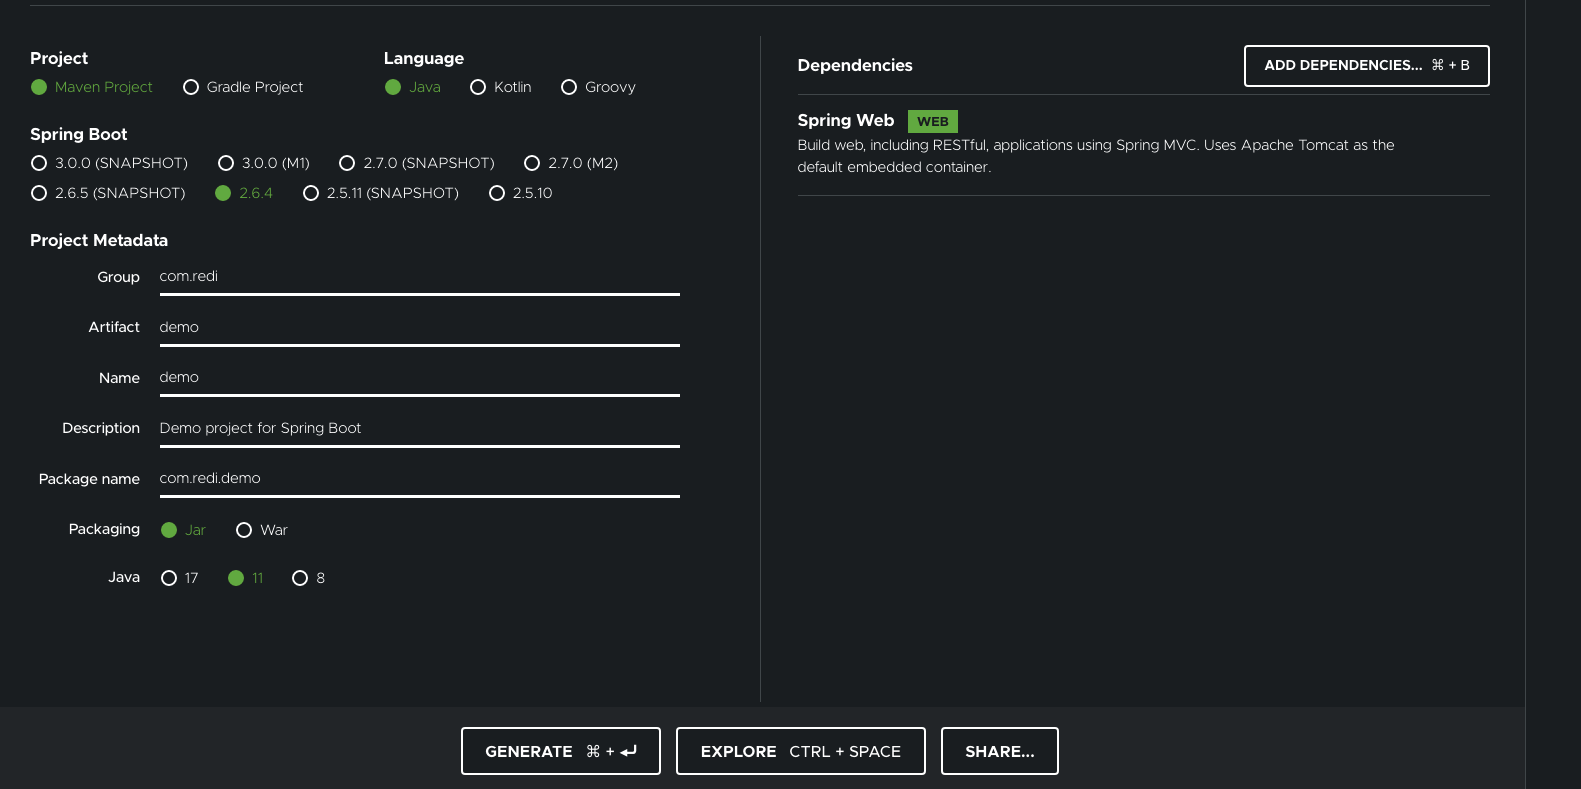 Project
Maven Project Gradle Project
Language
Java Kotlin Groovy
Spring Boot
3.0.0 (SNAPSHOT) 3.0.0 (M1) 2.7.0 (SNAPSHOT) 2.7.0 (M2)
2.6.5 (SNAPSHOT) 2.6.4 2.5.11 (SNAPSHOT) 2.5.10
Project Metadata
Group com.redi
Artifact demo
Name demo
Description Demo project for Spring Boot
Package name com.redi.demo
Packaging Jar War
Java 17 11 8
Dependencies ADD DEPENDENCIES... ⌘ + B
Spring Web WEB
Build web, including RESTful, applications using Spring MVC. Uses Apache Tomcat as the
default embedded container.
GENERATE ⌘ + ↵ EXPLORE CTRL + SPACE SHARE...